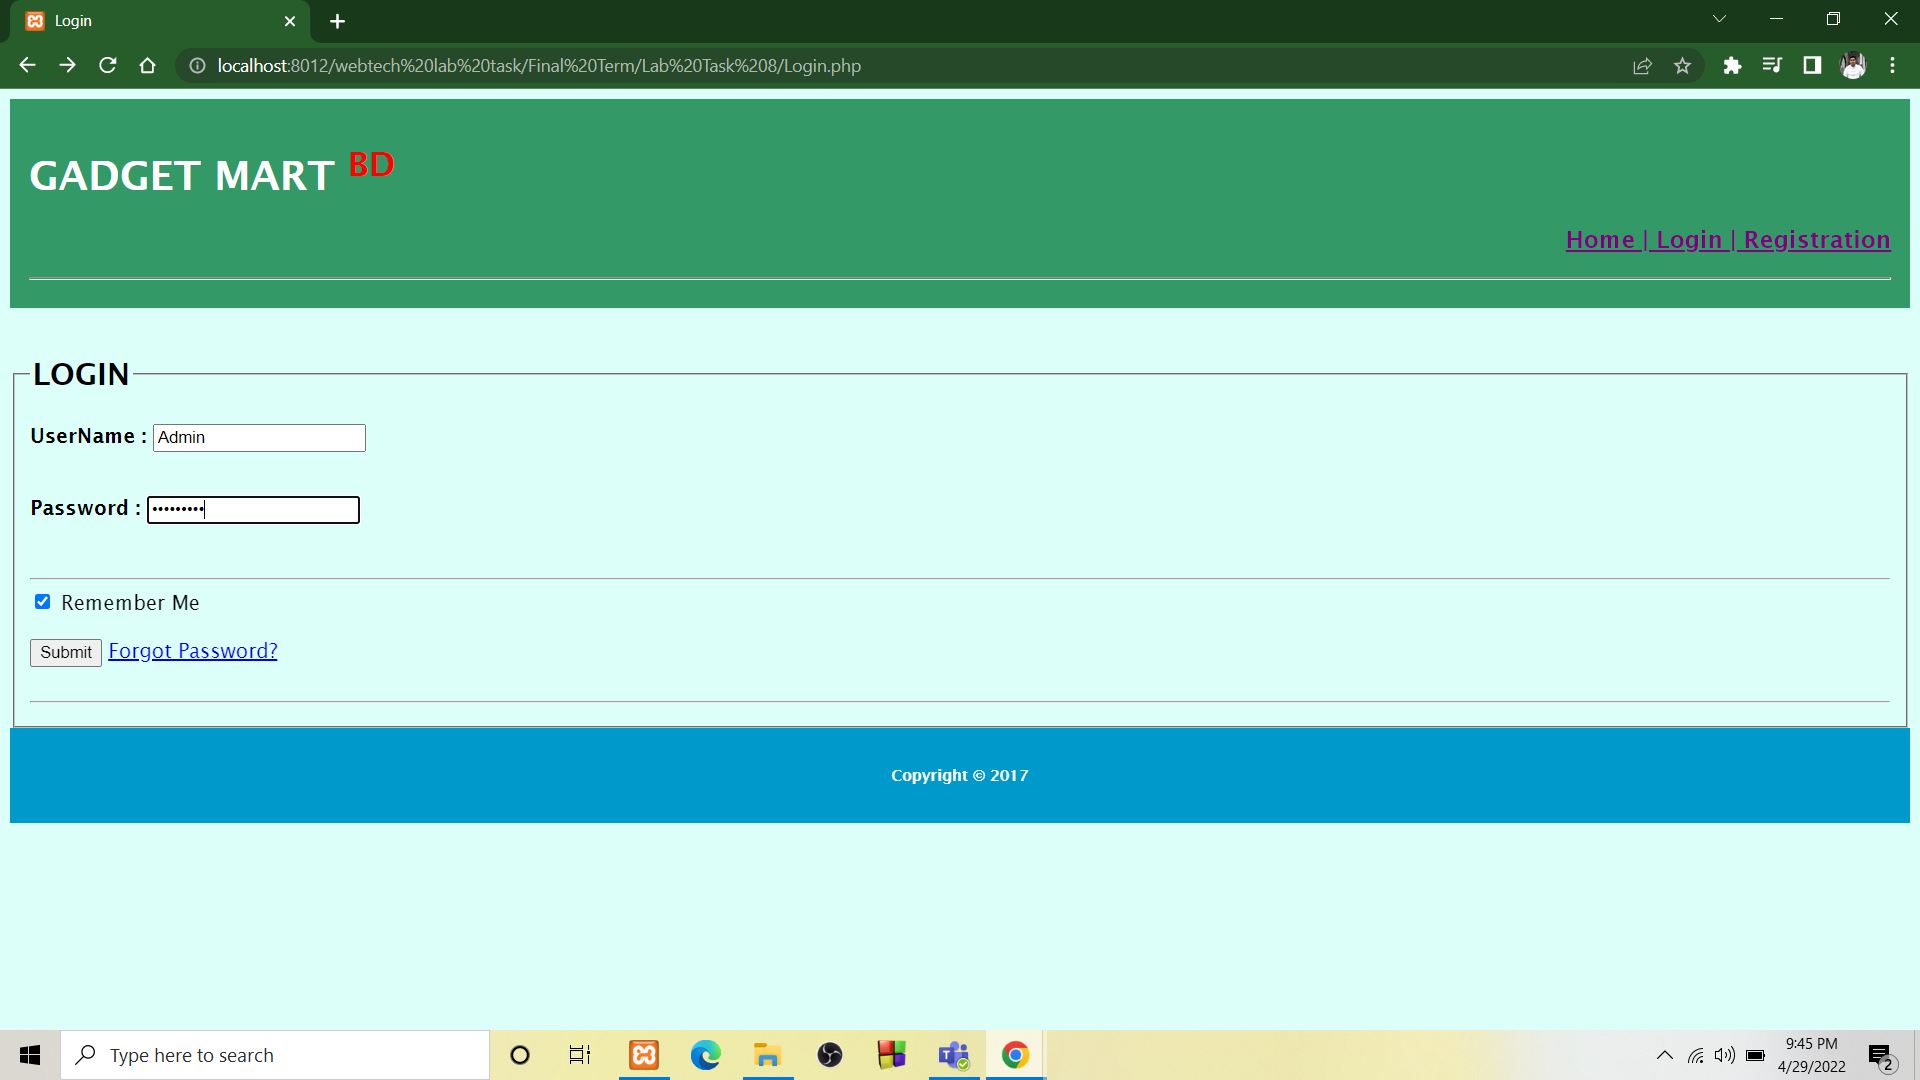 Login
localhost:8012/webtech%20lab%20task/Final%20Term/Lab%20Task%208/Login.php
GADGET MART BD
Home | Login | Registration
LOGIN
UserName : Admin
Password : •••••••••
Remember Me
Submit Forgot Password?
Copyright © 2017
Type here to search
9:45 PM
4/29/2022
2